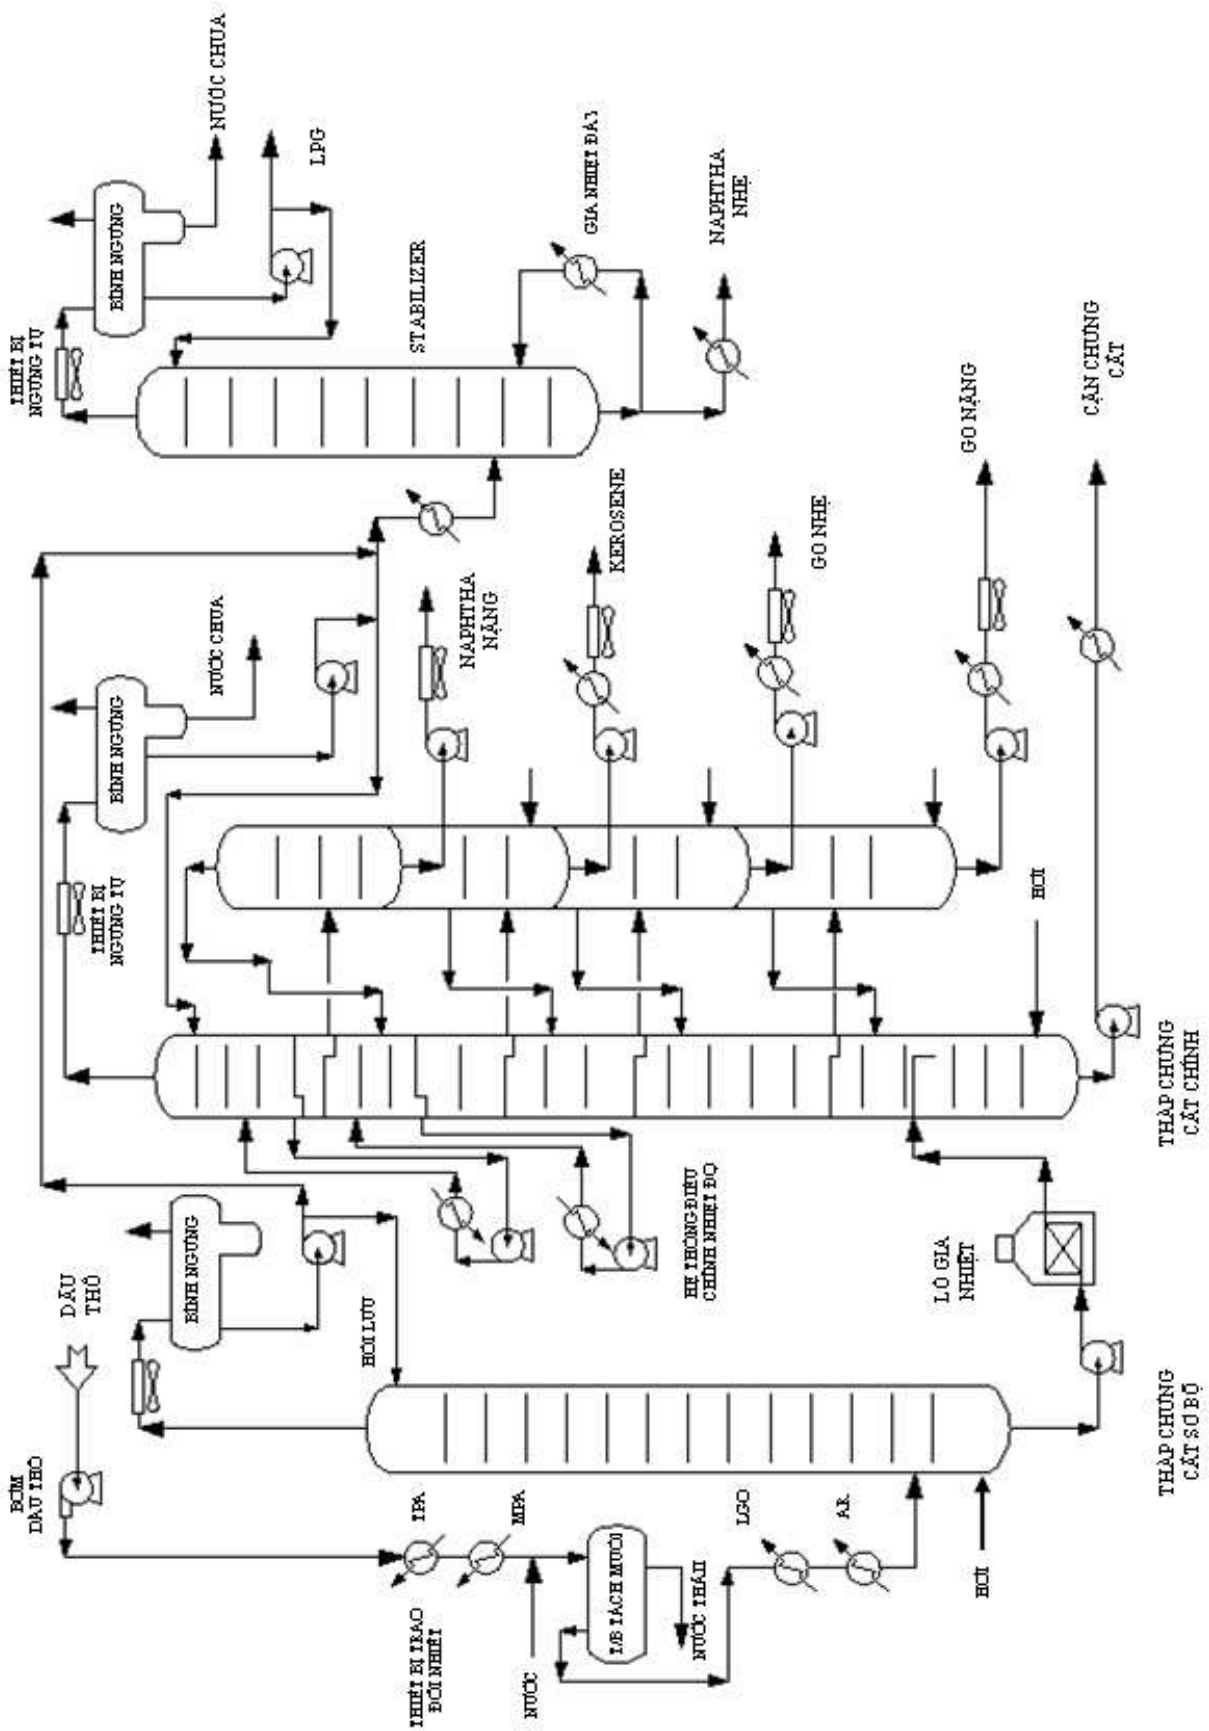 BƠM
DẦU THÔ
DẦU
THÔ
BÌNH NGƯNG
THIẾT BỊ
NGƯNG TỤ
BÌNH NGƯNG
NƯỚC CHUA
THIẾT BỊ
NGƯNG TỤ
BÌNH NGƯNG
NƯỚC CHUA
LPG
STABILIZER
GIA NHIỆT ĐÁY
NAPHTHA
NHẸ
HỒI LƯU
NAPHTHA
NẶNG
KEROSENE
GO NHẸ
GO NẶNG
CẶN CHƯNG
CẤT
TPA
MPA
THIẾT BỊ TRAO
ĐỔI NHIỆT
NƯỚC
T/B TÁCH MUỐI
NƯỚC THẢI
LGO
AR
HƠI
HỆ THỐNG ĐIỀU
CHỈNH NHIỆT ĐỘ
LÒ GIA
NHIỆT
HƠI
THÁP CHƯNG
CẤT SƠ BỘ
THÁP CHƯNG
CẤT CHÍNH